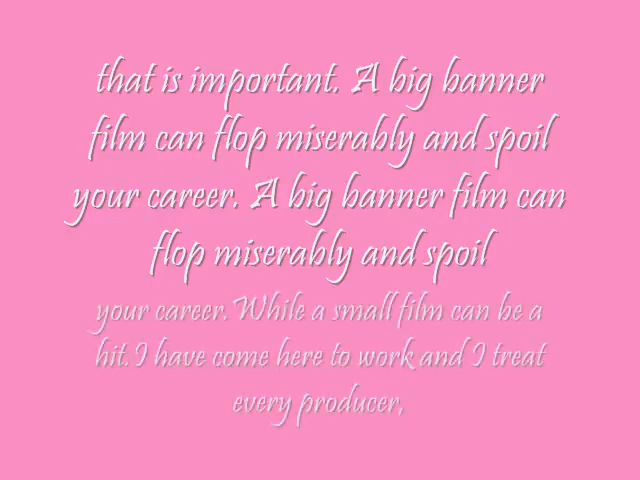 that is important. A big banner
film can flop miserably and spoil
your career. A big banner film can
flop miserably and spoil
your career. While a small film can be a
hit. I have come here to work and I treat
every producer,